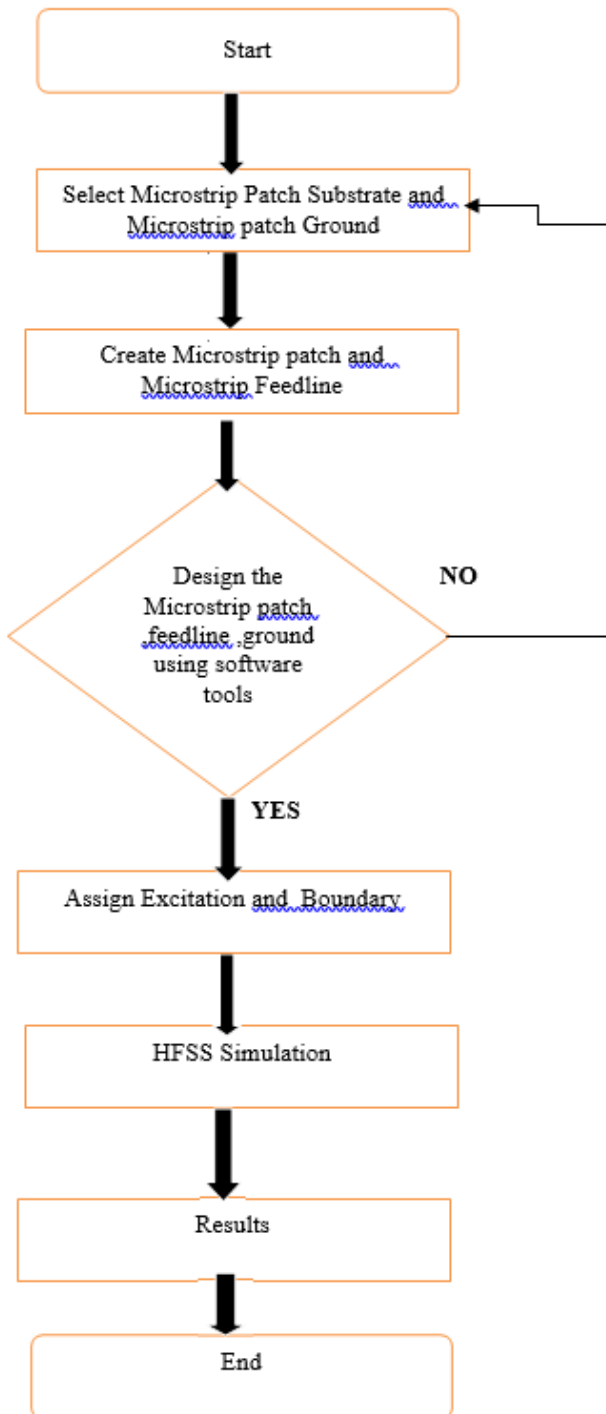 Start
Select Microstrip Patch Substrate and
Microstrip patch Ground
Create Microstrip patch and
Microstrip Feedline
Design the
Microstrip patch
,feedline ,ground
using software
tools
NO
YES
Assign Excitation and Boundary
HFSS Simulation
Results
End